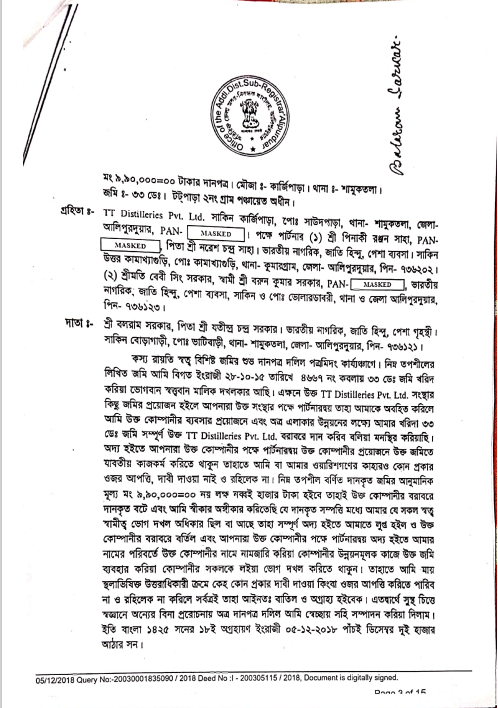 Balaram Sarkar
Office of the Addl. Dist. Sub-Registrar Alipurduar
মং ৯,৯০,০০০=০০ টাকার দানপত্র। মৌজা ঃ- কার্জিপাড়া। থানা ঃ- শামুকতলা।
জমি ঃ- ৩৩ ডেঃ। টট্‌পাড়া ২নং গ্রাম পঞ্চায়েত অধীন।
গ্রহিতা ঃ- TT Distilleries Pvt. Ltd. সাকিন কার্জিপাড়া, পোঃ সাউদপাড়া, থানা- শামুকতলা, জেলা-
আলিপুরদুয়ার, PAN- MASKED । পক্ষে পার্টনার (১) শ্রী পিনাকী রঞ্জন সাহা, PAN-
MASKED , পিতা শ্রী নরেশ চন্দ্র সাহা। ভারতীয় নাগরিক, জাতি হিন্দু, পেশা ব্যবসা। সাকিন
উত্তর কামাখ্যাগুড়ি, পোঃ কামাখ্যাগুড়ি, থানা- কুমারগ্রাম, জেলা- আলিপুরদুয়ার, পিন- ৭৩৬২০২।
(২) শ্রীমতি বেবী সিং সরকার, স্বামী শ্রী বরুন কুমার সরকার, PAN- MASKED , ভারতীয়
নাগরিক, জাতি হিন্দু, পেশা ব্যবসা, সাকিন ও পোঃ ভোলারডাবরী, থানা ও জেলা আলিপুরদুয়ার,
পিন- ৭৩৬১২৩।
দাতা ঃ- শ্রী বলরাম সরকার, পিতা শ্রী যতীন্দ্র চন্দ্র সরকার। ভারতীয় নাগরিক, জাতি হিন্দু, পেশা গৃহস্থী।
সাকিন বোড়াগাড়ী, পোঃ ভাটিবাড়ী, থানা- শামুকতলা, জেলা- আলিপুরদুয়ার, পিন- ৭৩৬১২১।
কস্য রায়তি স্বত্ব বিশিষ্ট জমির শুভ দানপত্র দলিল পত্রমিদং কার্য্যাঞ্চাগে। নিম্ন তপশীলের
লিখিত জমি আমি বিগত ইংরাজী ২৮-১০-১৫ তারিখে ৪৬৬৭ নং কবলায় ৩৩ ডেঃ জমি খরিদ
করিয়া ভোগবান স্বত্ত্ববান মালিক দখলকার আছি। এক্ষনে উক্ত TT Distilleries Pvt. Ltd. সংস্থার
কিছু জমির প্রয়োজন হইলে আপনারা উক্ত সংস্থার পক্ষে পার্টনারদ্বয় তাহা আমাকে অবহিত করিলে
আমি উক্ত কোম্পানীর ব্যবসার প্রয়োজনে এবং অত্র এলাকার উন্নয়নের লক্ষ্যে আমার খরিদা ৩৩
ডেঃ জমি সম্পূর্ণ উক্ত TT Distilleries Pvt. Ltd. বরাবরে দান করিব বলিয়া মনস্থির করিয়াছি।
অদ্য হইতে আপনারা উক্ত কোম্পানীর পক্ষে পার্টনারদ্বয় উক্ত কোম্পানীর প্রয়োজনে উক্ত জমিতে
যাবতীয় কাজকর্ম করিতে থাকুন তাহাতে আমি বা আমার ওয়ারিশগণের কাহারও কোন প্রকার
ওজর আপত্তি, দাবী দাওয়া নাই ও রহিলেক না। নিম্ন তপশীল বর্ণিত দানকৃত জমির আনুমানিক
মূল্য মং ৯,৯০,০০০=০০ নয় লক্ষ নব্বই হাজার টাকা হইবে তাহাই উক্ত কোম্পানীর বরাবরে
দানকৃত বটে এবং আমি স্বীকার অঙ্গীকার করিতেছি যে দানকৃত সম্পত্তি মধ্যে আমার যে সকল স্বত্ব
স্বামীত্ব ভোগ দখল অধিকার ছিল বা আছে তাহা সম্পূর্ণ অদ্য হইতে আমাতে লুপ্ত হইল ও উক্ত
কোম্পানীর বরাবরে বর্তিল এবং আপনারা উক্ত কোম্পানীর পক্ষে পার্টনারদ্বয় অদ্য হইতে আমার
নামের পরিবর্তে উক্ত কোম্পানীর নামে নামজারি করিয়া কোম্পানীর উন্নয়নমূলক কাজে উক্ত জমি
ব্যবহার করিয়া কোম্পানীর সকলকে লইয়া ভোগ দখল করিতে থাকুন। তাহাতে আমি মায়
স্থলাভিষিক্ত উত্তরাধিকারী ক্রমে কেহ কোন প্রকার দাবী দাওয়া কিংবা ওজর আপত্তি করিতে পারিব
না ও রহিলেক না করিলে সর্বত্রই তাহা আইনতঃ বাতিল ও অগ্রাহ্য হইবেক। এতদার্থে সুস্থ চিত্তে
স্বজ্ঞানে অন্যের বিনা প্ররোচনায় অত্র দানপত্র দলিল আমি স্বেচ্ছায় সহি সম্পাদন করিয়া দিলাম।
ইতি বাংলা ১৪২৫ সনের ১৮ই অগ্রহায়ণ ইংরাজী ০৫-১২-২০১৮ পাঁচই ডিসেম্বর দুই হাজার
আঠার সন।
05/12/2018 Query No:-20030001835090 / 2018 Deed No :I - 200305115 / 2018, Document is digitally signed.
Page 3 of 15